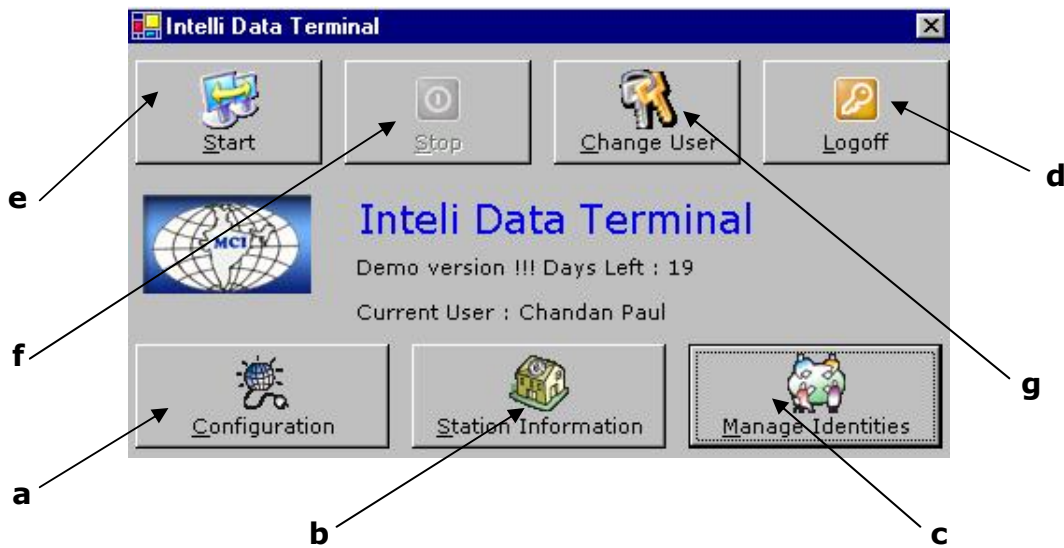 Intelli Data Terminal
Start
Stop
Change User
Logoff
e
d
MCI
Inteli Data Terminal
Demo version !!! Days Left : 19
Current User : Chandan Paul
f
g
Configuration
Station Information
Manage Identities
a
b
c